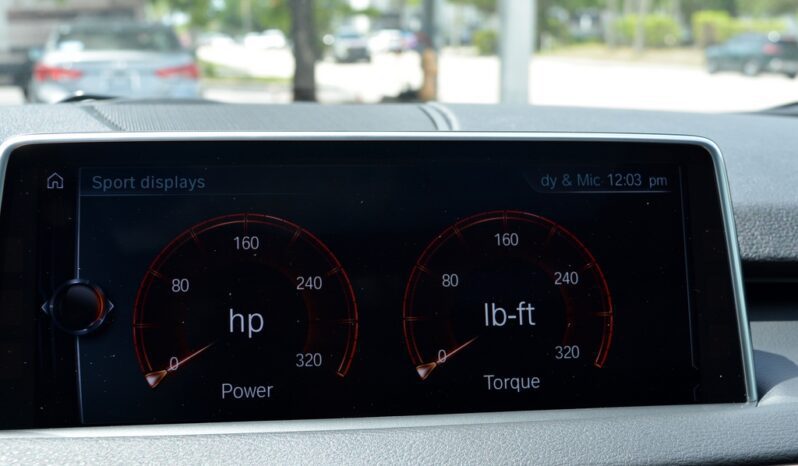 Sport displays
dy & Mic 12:03 pm
160
80
240
hp
0
320
Power
160
80
240
lb-ft
0
320
Torque